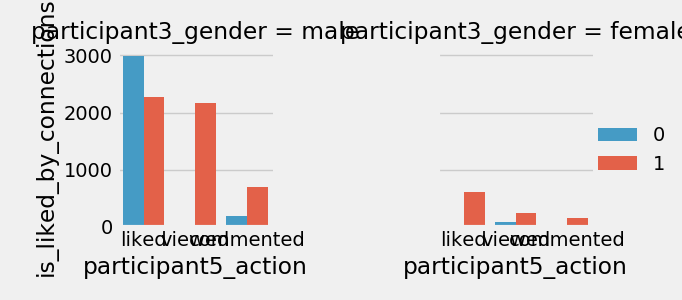 participant3_gender = male
participant3_gender = female
is_liked_by_connections
3000
2000
1000
0
liked
viewed
commented
participant5_action
liked
viewed
commented
participant5_action
0
1